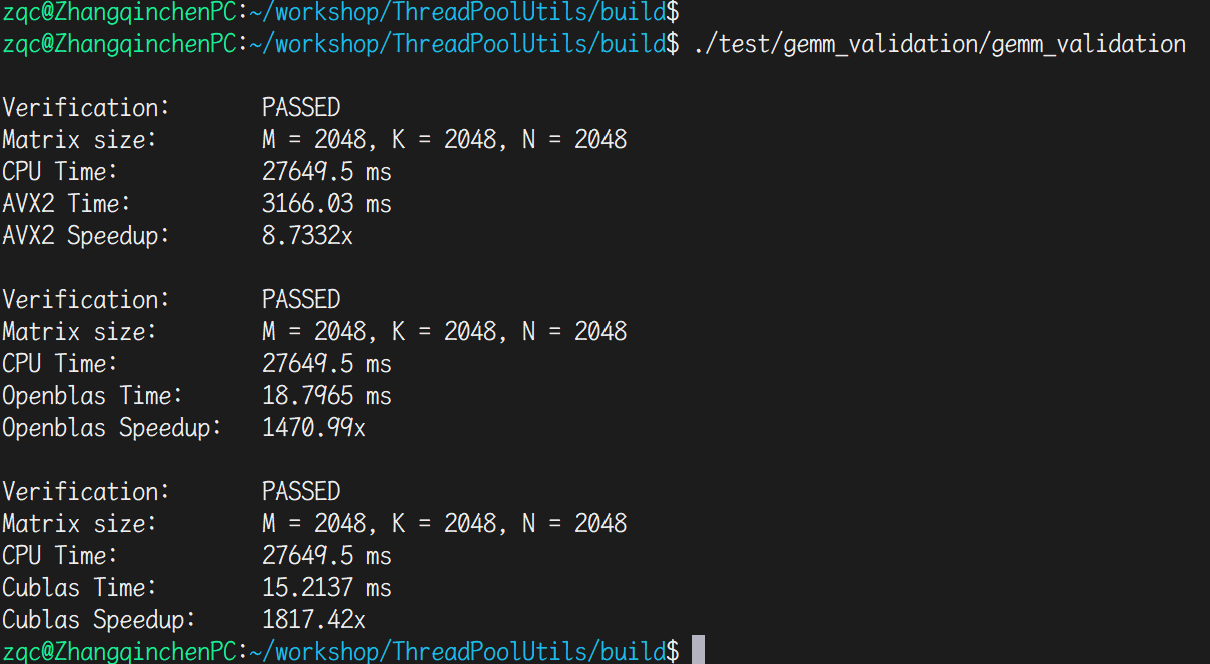 zqc@ZhangqinchenPC:~/workshop/ThreadPoolUtils/build$
zqc@ZhangqinchenPC:~/workshop/ThreadPoolUtils/build$ ./test/gemm_validation/gemm_validation
Verification: PASSED
Matrix size: M = 2048, K = 2048, N = 2048
CPU Time: 27649.5 ms
AVX2 Time: 3166.03 ms
AVX2 Speedup: 8.7332x
Verification: PASSED
Matrix size: M = 2048, K = 2048, N = 2048
CPU Time: 27649.5 ms
Openblas Time: 18.7965 ms
Openblas Speedup: 1470.99x
Verification: PASSED
Matrix size: M = 2048, K = 2048, N = 2048
CPU Time: 27649.5 ms
Cublas Time: 15.2137 ms
Cublas Speedup: 1817.42x
zqc@ZhangqinchenPC:~/workshop/ThreadPoolUtils/build$